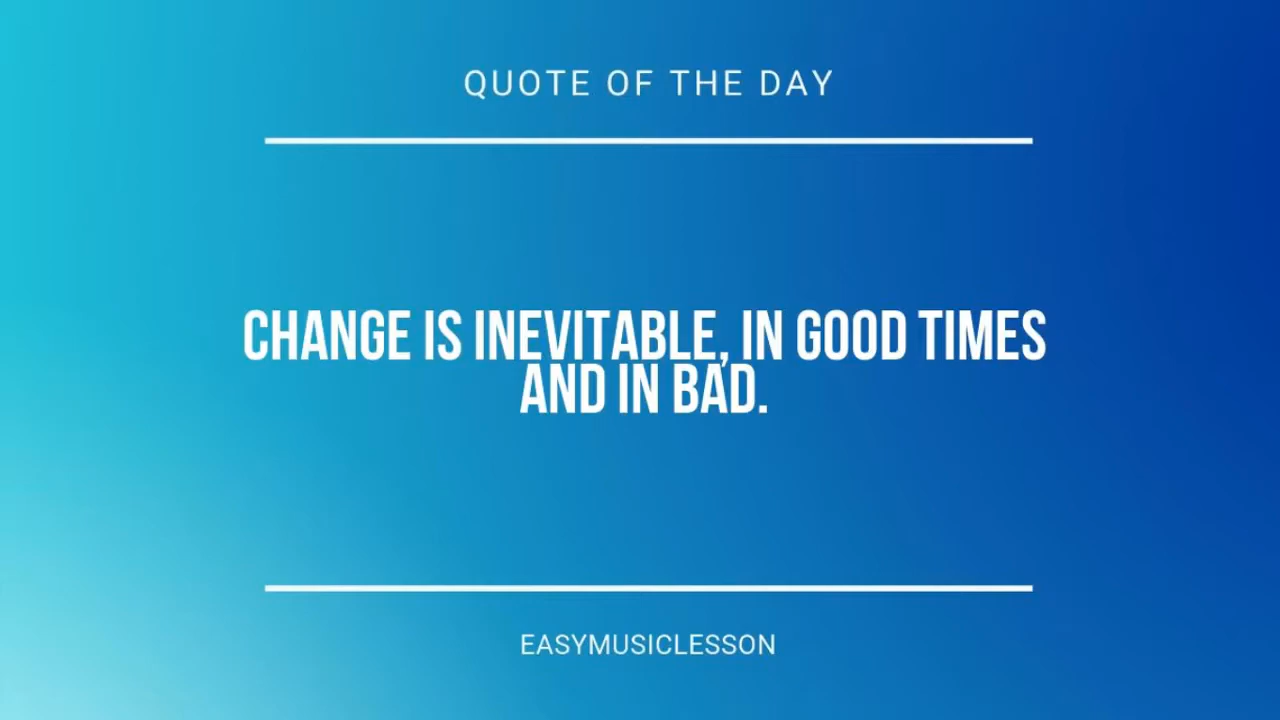 QUOTE OF THE DAY
CHANGE IS INEVITABLE, IN GOOD TIMES
AND IN BAD.
EASYMUSICLESSON